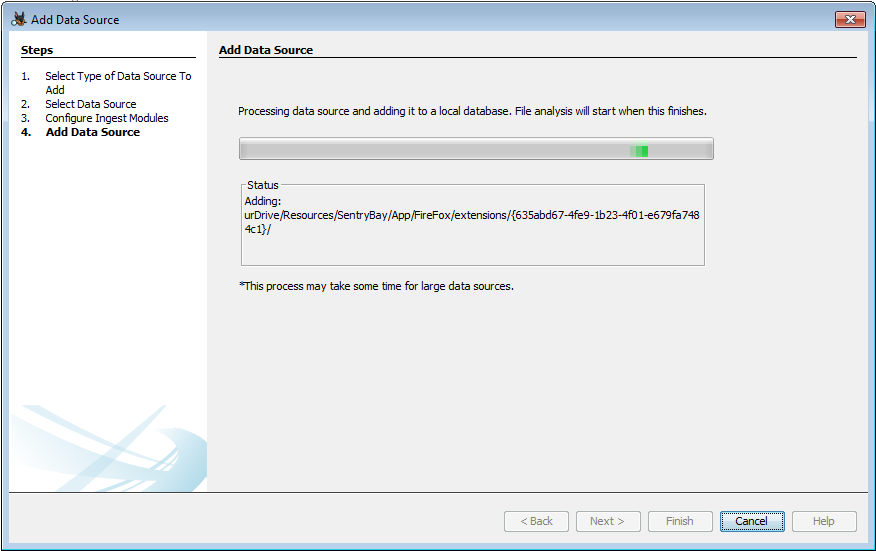 Add Data Source
Steps
1. Select Type of Data Source To
Add
2. Select Data Source
3. Configure Ingest Modules
4. Add Data Source
Add Data Source
Processing data source and adding it to a local database. File analysis will start when this finishes.
Status
Adding:
urDrive/Resources/SentryBay/App/FireFox/extensions/{635abd67-4fe9-1b23-4f01-e679fa748
4c1}/
*This process may take some time for large data sources.
< Back
Next >
Finish
Cancel
Help